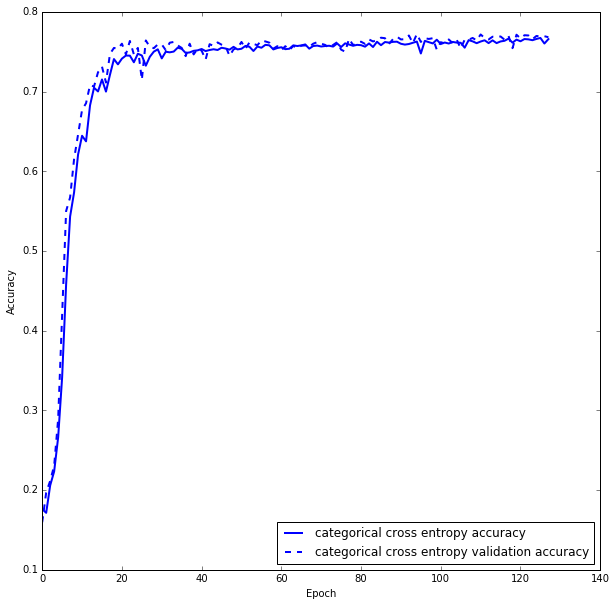 0.8
0.7
0.6
0.5
0.4
0.3
0.2
0.1
Accuracy
0 20 40 60 80 100 120 140
Epoch
categorical cross entropy accuracy
categorical cross entropy validation accuracy